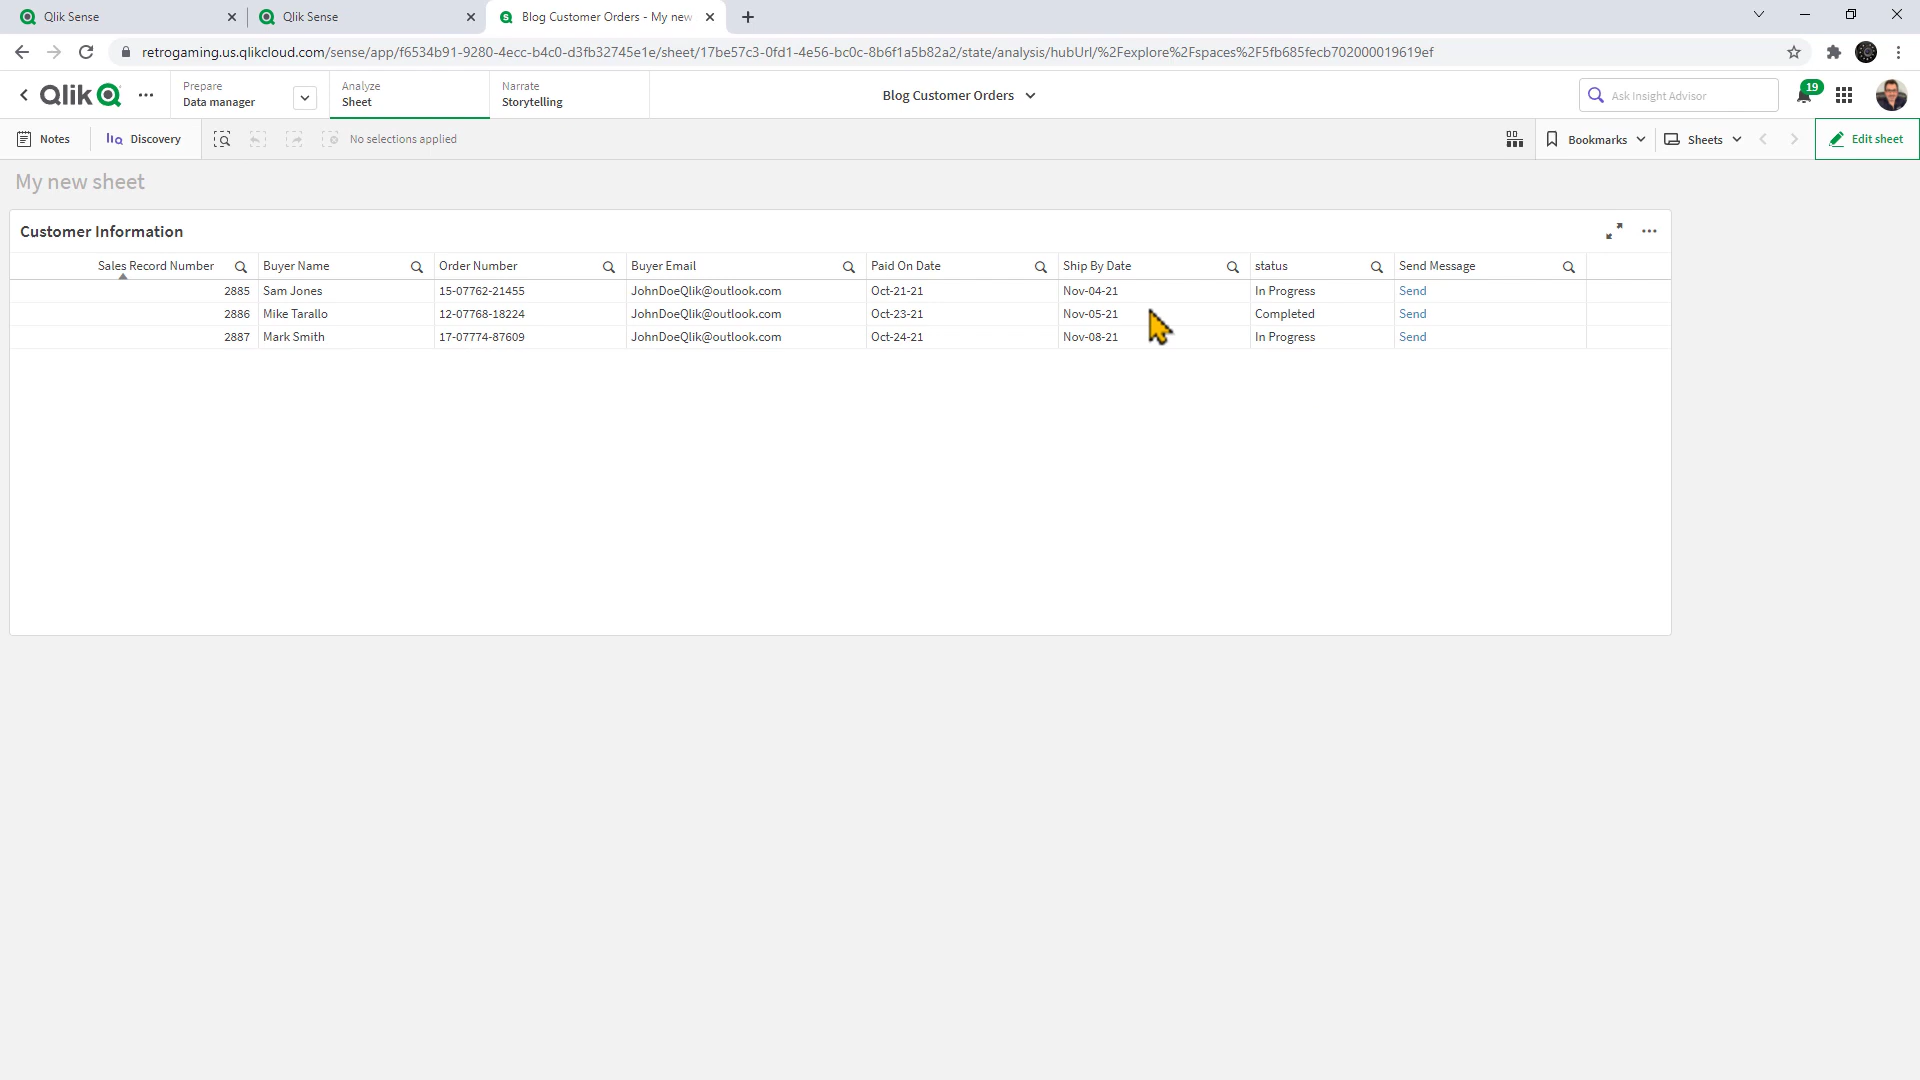 Qlik Sense
Qlik Sense
Blog Customer Orders - My new
retrogaming.us.qlikcloud.com/sense/app/f6534b91-9280-4ecc-b4c0-d3fb32745e1e/sheet/17be57c3-0fd1-4e56-bc0c-8b6f1a5b82a2/state/analysis/hubUrl/%2Fexplore%2Fspaces%2F5fb685fecb702000019619ef
Qlik
Prepare
Data manager
Analyze
Sheet
Narrate
Storytelling
Blog Customer Orders
Ask Insight Advisor
19
Notes
Discovery
No selections applied
Bookmarks
Sheets
Edit sheet
My new sheet
Customer Information
Sales Record Number Buyer Name Order Number Buyer Email Paid On Date Ship By Date status Send Message
2885 Sam Jones 15-07762-21455 JohnDoeQlik@outlook.com Oct-21-21 Nov-04-21 In Progress Send
2886 Mike Tarallo 12-07768-18224 JohnDoeQlik@outlook.com Oct-23-21 Nov-05-21 Completed Send
2887 Mark Smith 17-07774-87609 JohnDoeQlik@outlook.com Oct-24-21 Nov-08-21 In Progress Send